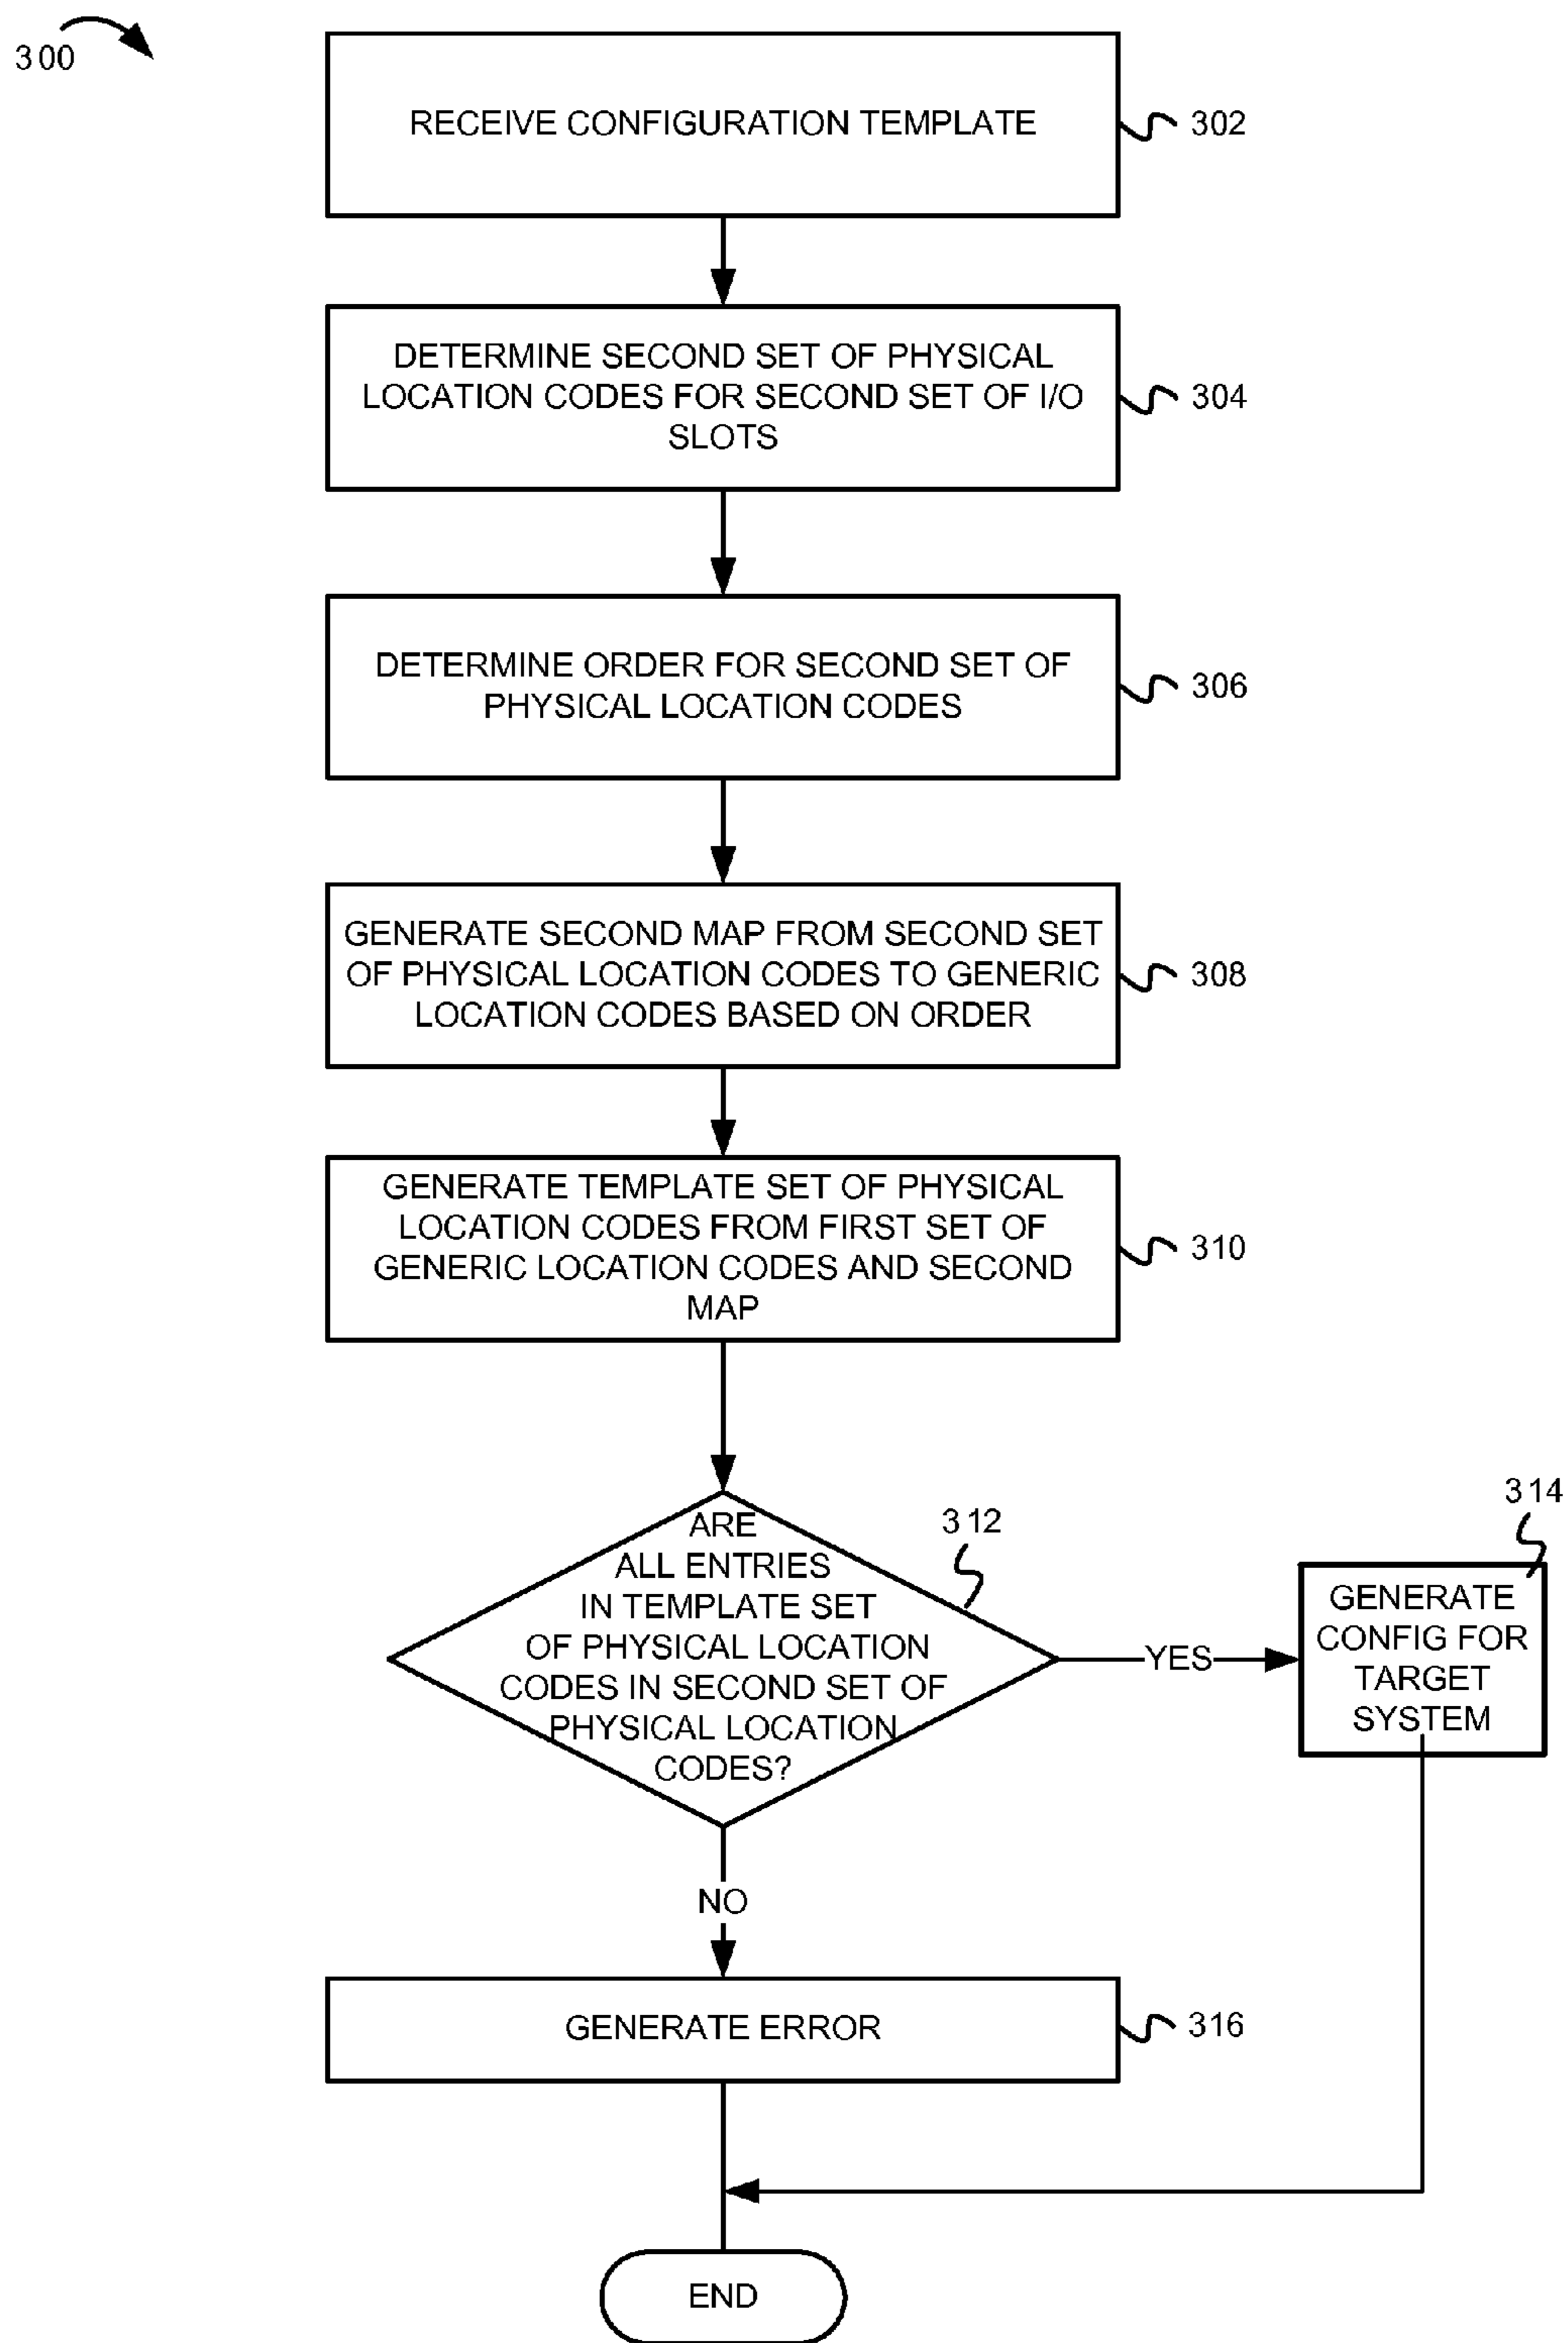 300
RECEIVE CONFIGURATION TEMPLATE
302
DETERMINE SECOND SET OF PHYSICAL
LOCATION CODES FOR SECOND SET OF I/O
SLOTS
304
DETERMINE ORDER FOR SECOND SET OF
PHYSICAL LOCATION CODES
306
GENERATE SECOND MAP FROM SECOND SET
OF PHYSICAL LOCATION CODES TO GENERIC
LOCATION CODES BASED ON ORDER
308
GENERATE TEMPLATE SET OF PHYSICAL
LOCATION CODES FROM FIRST SET OF
GENERIC LOCATION CODES AND SECOND
MAP
310
ARE
ALL ENTRIES
IN TEMPLATE SET
OF PHYSICAL LOCATION
CODES IN SECOND SET OF
PHYSICAL LOCATION
CODES?
312
YES
314
GENERATE
CONFIG FOR
TARGET
SYSTEM
NO
GENERATE ERROR
316
END